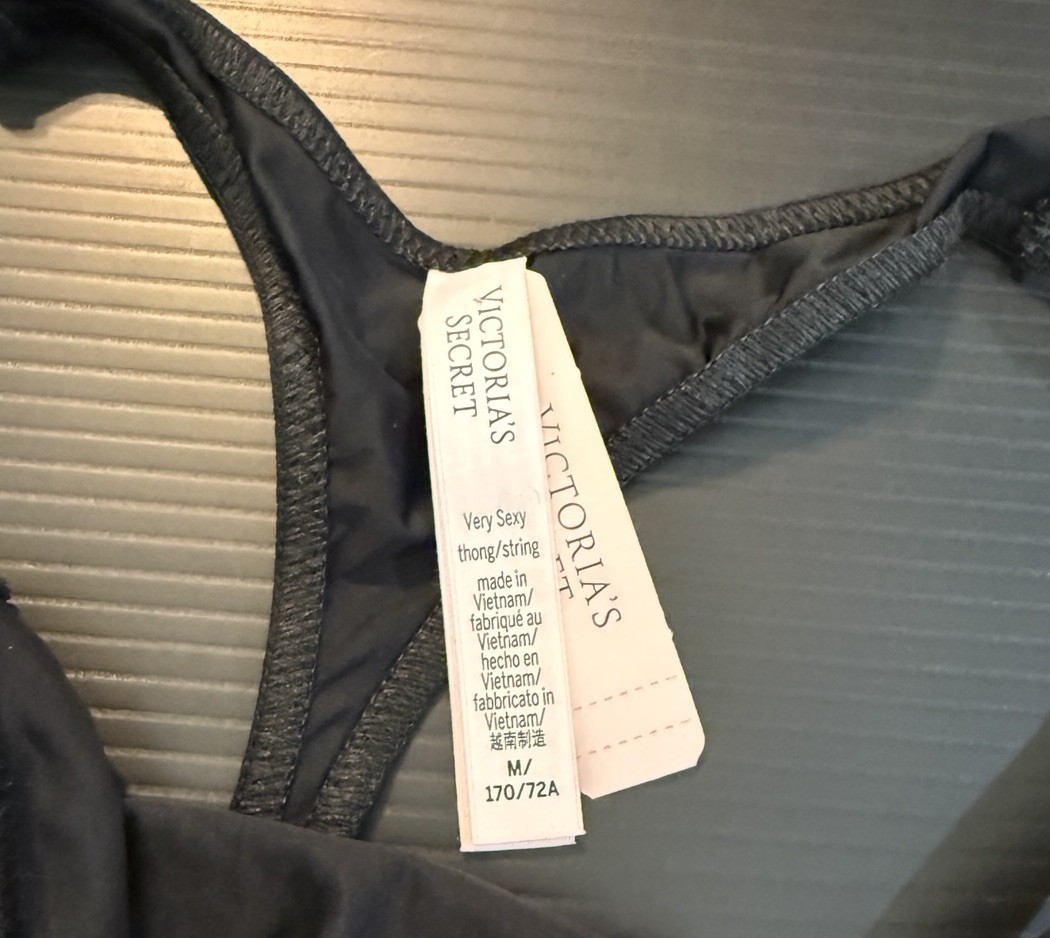 VICTORIA'S
SECRET
Very Sexy
thong/string
made in
Vietnam/
fabriqué au
Vietnam/
hecho en
Vietnam/
fabbricato in
Vietnam/
越南制造
M/
170/72A
VICTORIA'S
ET